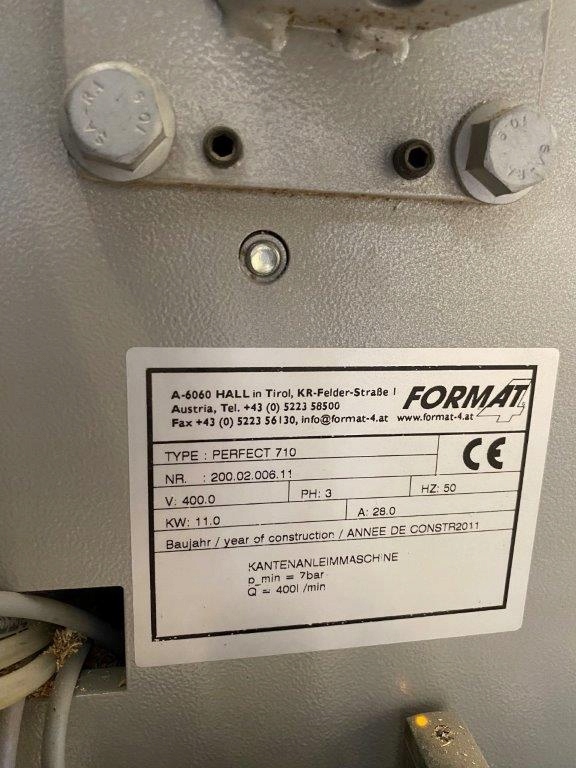 A-6060 HALL in Tirol, KR-Felder-Straße 1
Austria, Tel. +43 (0) 5223 58500
Fax +43 (0) 5223 56130, info@format-4.at www.format-4.at
FORMAT 4
TYPE : PERFECT 710
CE
NR. : 200.02.006.11
V: 400.0 PH: 3 HZ: 50
KW: 11.0 A: 28.0
Baujahr / year of construction / ANNEE DE CONSTR2011
KANTENANLEIMMASCHINE
p_min = 7bar
Q = 400l /min